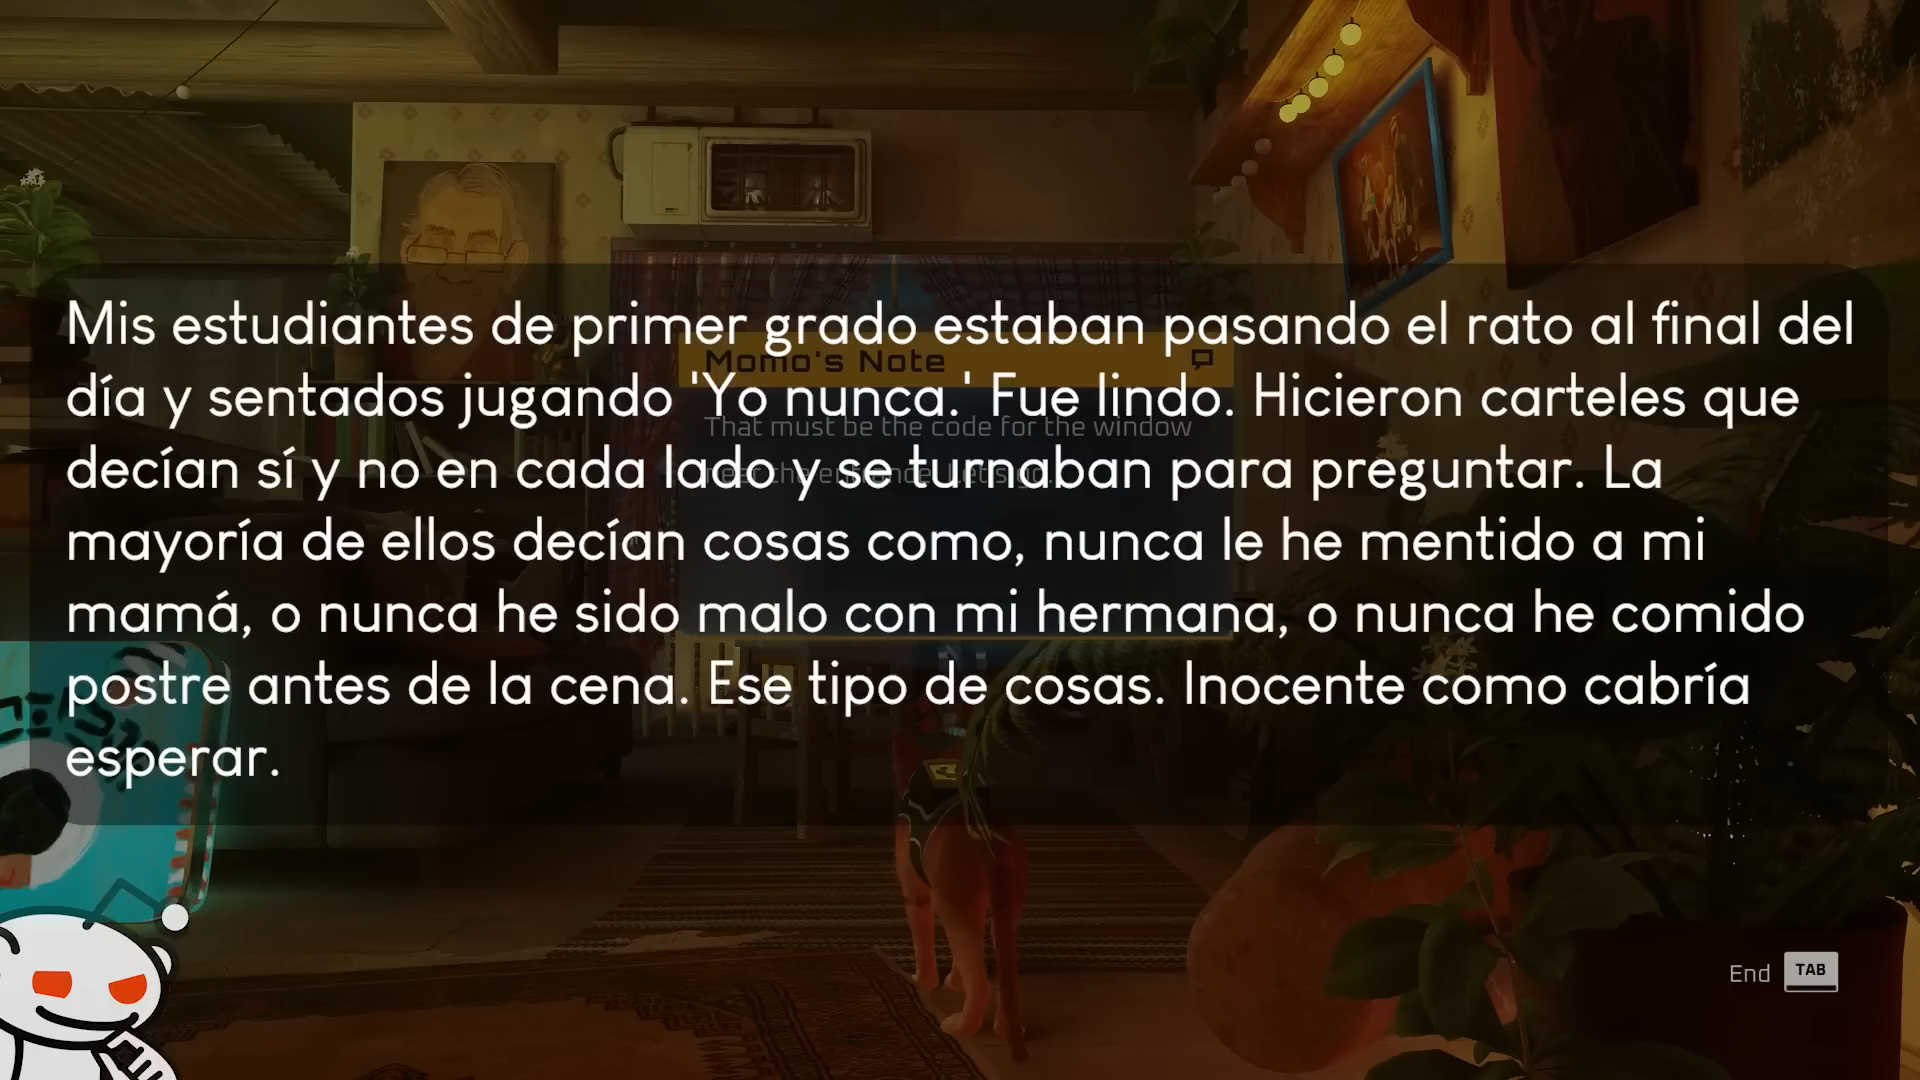 Mis estudiantes de primer grado estaban pasando el rato al final del
día y sentados jugando 'Yo nunca.' Fue lindo. Hicieron carteles que
decían sí y no en cada lado y se turnaban para preguntar. La
mayoría de ellos decían cosas como, nunca le he mentido a mi
mamá, o nunca he sido malo con mi hermana, o nunca he comido
postre antes de la cena. Ese tipo de cosas. Inocente como cabría
esperar.
Momo's Note
That must be the code for the window
End TAB